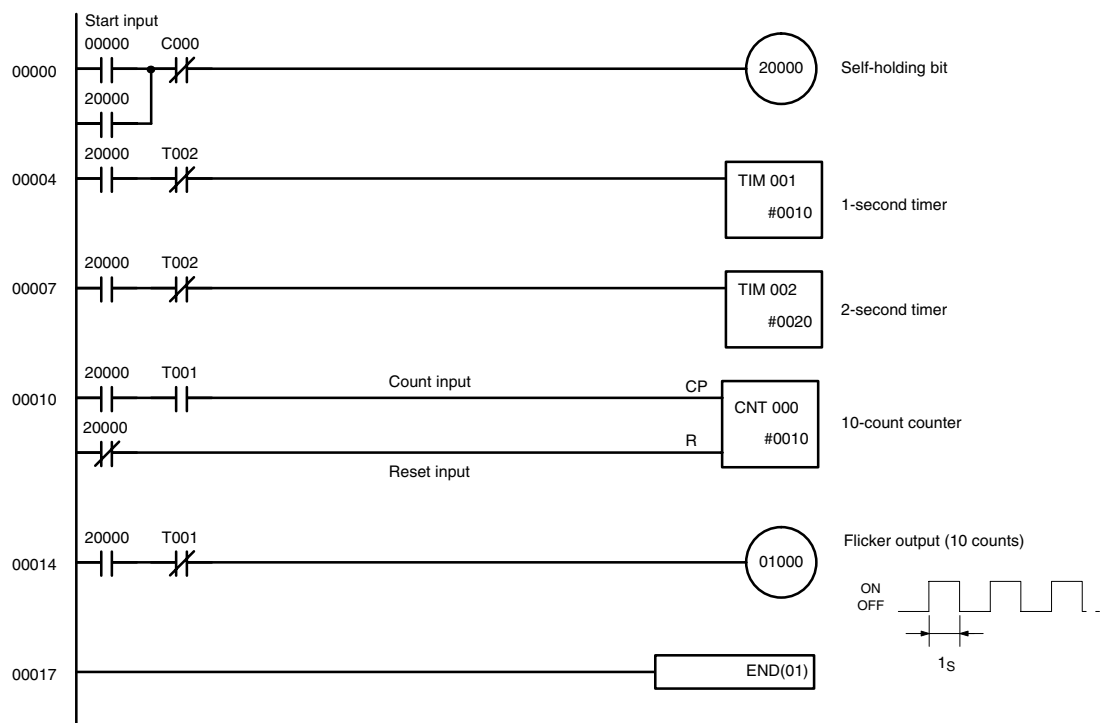 Start input
00000 C000
00000
20000 Self-holding bit
20000
20000 T002
00004
TIM 001
#0010
1-second timer
20000 T002
00007
TIM 002
#0020
2-second timer
20000 T001
00010
Count input
CP
CNT 000
#0010
10-count counter
20000
R
Reset input
20000 T001
00014
01000
Flicker output (10 counts)
ON
OFF
1S
00017
END(01)